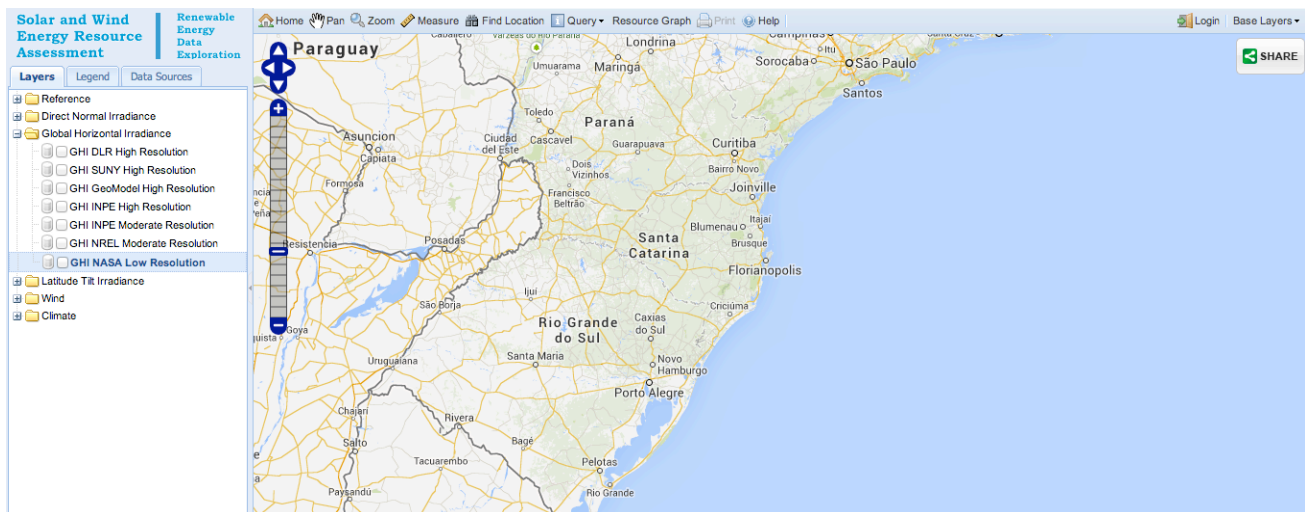 Solar and Wind
Energy Resource
Assessment
Renewable
Energy
Data
Exploration
Home Pan Zoom Measure Find Location Query Resource Graph Print Help
Login Base Layers
Layers Legend Data Sources
Reference
Direct Normal Irradiance
Global Horizontal Irradiance
GHI DLR High Resolution
GHI SUNY High Resolution
GHI GeoModel High Resolution
GHI INPE High Resolution
GHI INPE Moderate Resolution
GHI NREL Moderate Resolution
GHI NASA Low Resolution
Latitude Tilt Irradiance
Wind
Climate
SHARE
Paraguay
Londrina
Itu
Umuarama
Maringá
Sorocaba
São Paulo
Santos
Toledo
Paraná
Asuncion
Capiata
Ciudad
del Este
Cascavel
Guarapuava
Curitiba
Bairro Novo
Dois
Vizinhos
Formosa
Francisco
Beltrão
Joinville
Itajaí
Blumenau
Brusque
Santa
Catarina
Posadas
Resistencia
Florianopolis
Ijuí
São Borja
Criciúma
Rio Grande
do Sul
Caxias
do Sul
Goya
Santa Maria
Novo
Hamburgo
Uruguaiana
Porto Alegre
Chajarí
Rivera
Salto
Bagé
Tacuarembo
Pelotas
Paysandú
Rio Grande